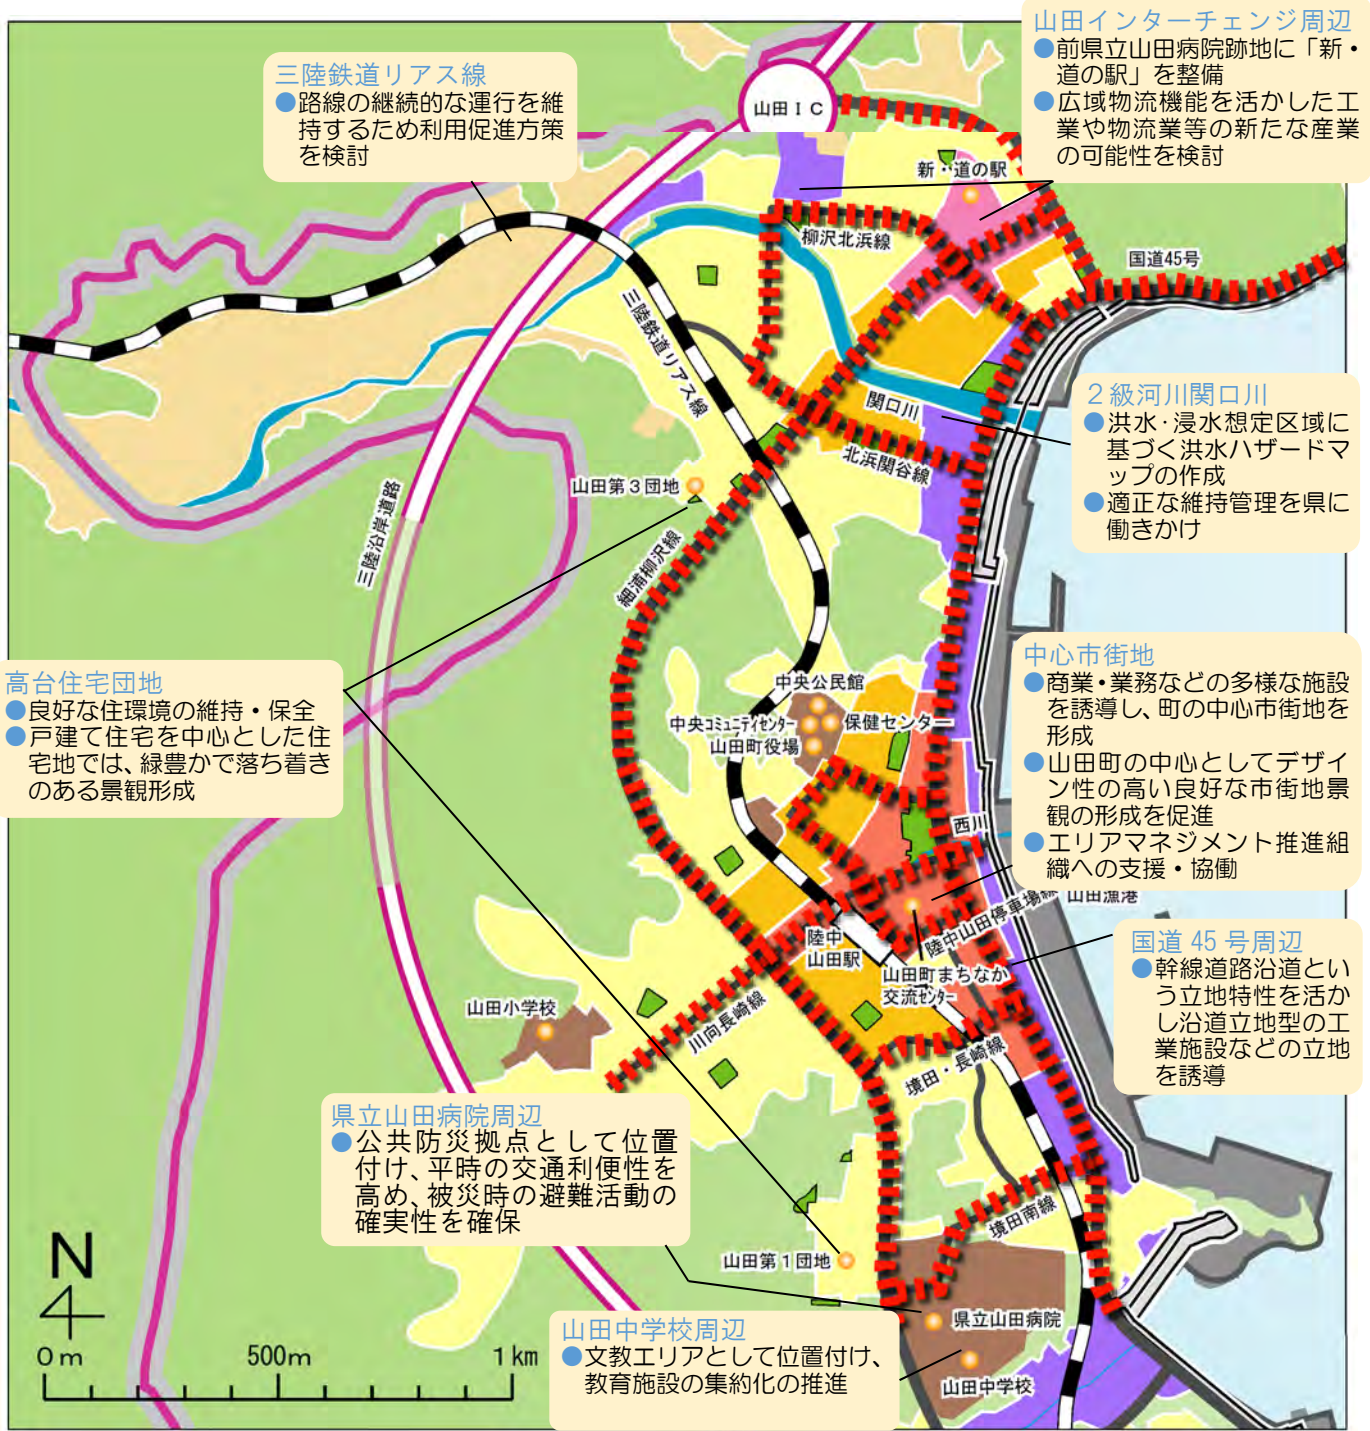 山田インターチェンジ周辺
●前県立山田病院跡地に「新・
道の駅」を整備
●広域物流機能を活かした工
業や物流業等の新たな産業
の可能性を検討
三陸鉄道リアス線
●路線の継続的な運行を維
持するため利用促進方策
を検討
山田ＩＣ
新・道の駅
柳沢北浜線
国道45号
三陸鉄道リアス線
関口川
北浜関谷線
２級河川関口川
●洪水・浸水想定区域に
基づく洪水ハザードマ
ップの作成
●適正な維持管理を県に
働きかけ
山田第３団地
三陸沿岸道路
細浦柳沢線
高台住宅団地
●良好な住環境の維持・保全
●戸建て住宅を中心とした住
宅地では、緑豊かで落ち着き
のある景観形成
中央公民館
中央コミュニティセンター
保健センター
山田町役場
中心市街地
●商業・業務などの多様な施設
を誘導し、町の中心市街地を
形成
●山田町の中心としてデザイ
ン性の高い良好な市街地景
観の形成を促進
●エリアマネジメント推進組
織への支援・協働
西川
山田漁港
陸中山田停車場線
陸中
山田駅
山田町まちなか
交流センター
国道 45 号周辺
●幹線道路沿道とい
う立地特性を活か
し沿道立地型の工
業施設などの立地
を誘導
山田小学校
川向長崎線
境田・長崎線
県立山田病院周辺
●公共防災拠点として位置
付け、平時の交通利便性を
高め、被災時の避難活動の
確実性を確保
境田南線
山田第１団地
県立山田病院
山田中学校
山田中学校周辺
●文教エリアとして位置付け、
教育施設の集約化の推進
N
0ｍ 500ｍ 1㎞